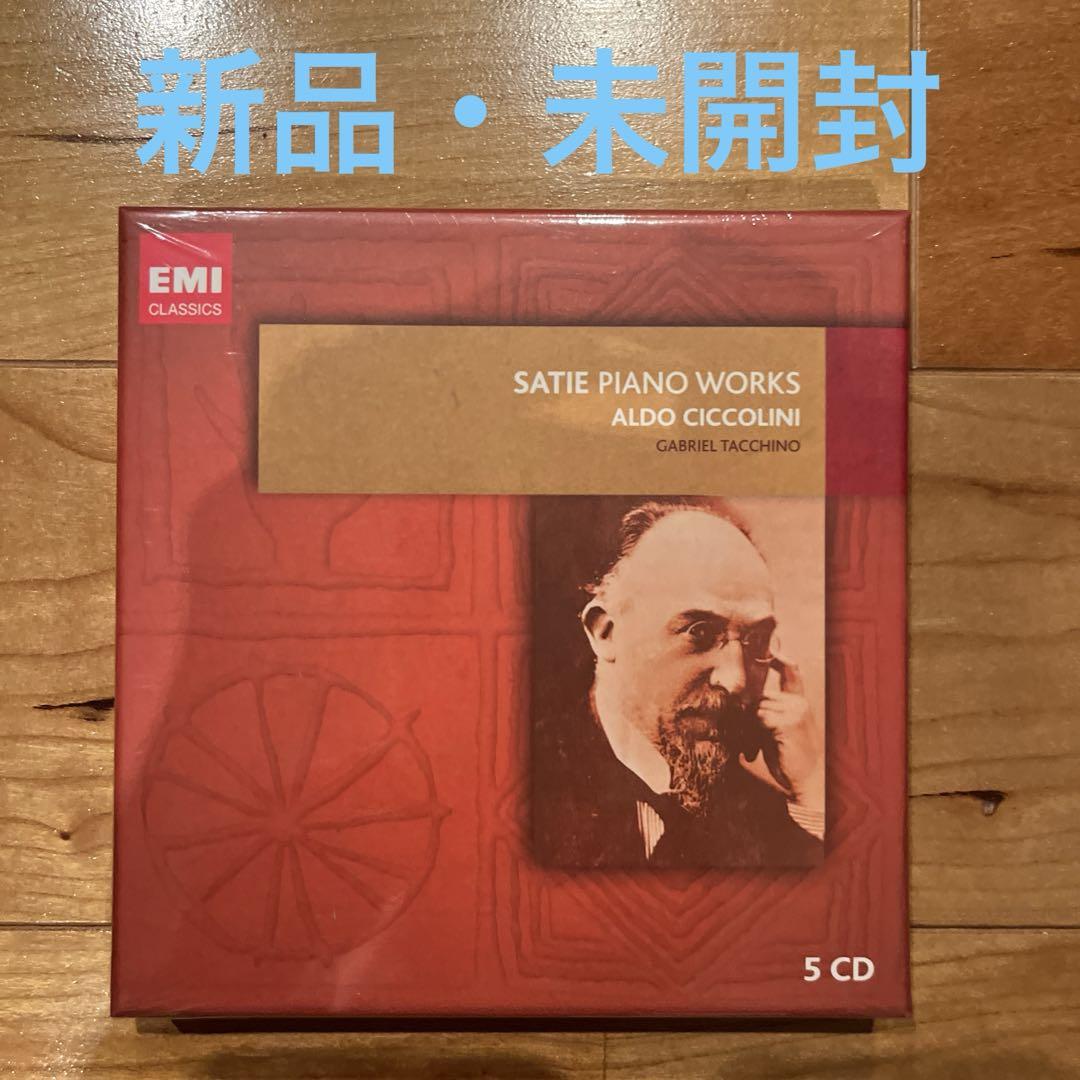 新品・未開封
EMI
CLASSICS
SATIE PIANO WORKS
ALDO CICCOLINI
GABRIEL TACCHINO
5 CD